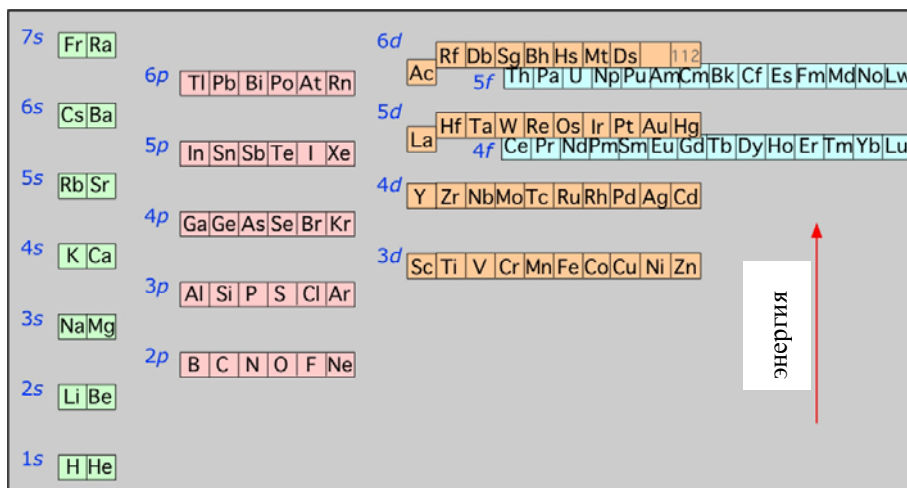 7s Fr Ra
6d Rf Db Sg Bh Hs Mt Ds 112
Ac
6p Tl Pb Bi Po At Rn
5f Th Pa U Np Pu Am Cm Bk Cf Es Fm Md No Lw
6s Cs Ba
5d Hf Ta W Re Os Ir Pt Au Hg
La
5p In Sn Sb Te I Xe
4f Ce Pr Nd Pm Sm Eu Gd Tb Dy Ho Er Tm Yb Lu
5s Rb Sr
4d Y Zr Nb Mo Tc Ru Rh Pd Ag Cd
4p Ga Ge As Se Br Kr
4s K Ca
3d Sc Ti V Cr Mn Fe Co Cu Ni Zn
3p Al Si P S Cl Ar
3s Na Mg
2p B C N O F Ne
2s Li Be
1s H He
энергия